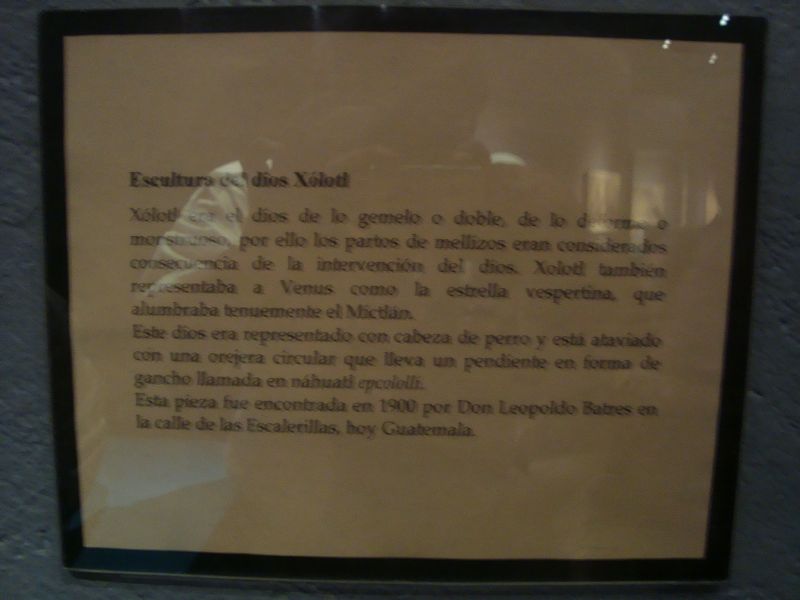 Escultura del dios Xólotl
Xólotl era el dios de lo gemelo o doble, de lo deforme o
monstruoso, por ello los partos de mellizos eran considerados
consecuencia de la intervención del dios. Xolotl también
representaba a Venus como la estrella vespertina, que
alumbraba tenuemente el Mictlán.
Este dios era representado con cabeza de perro y está ataviado
con una orejera circular que lleva un pendiente en forma de
gancho llamada en náhuatl epcololli.
Esta pieza fue encontrada en 1900 por Don Leopoldo Batres en
la calle de las Escalerillas, hoy Guatemala.